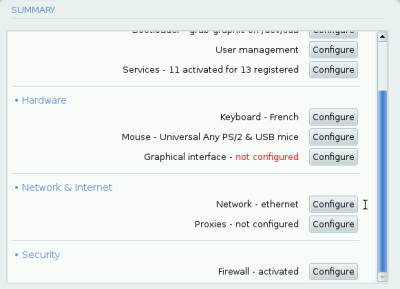 SUMMARY
User management Configure
Services - 11 activated for 13 registered Configure
• Hardware
Keyboard - French Configure
Mouse - Universal Any PS/2 & USB mice Configure
Graphical interface - not configured Configure
• Network & Internet
Network - ethernet Configure
Proxies - not configured Configure
• Security
Firewall - activated Configure